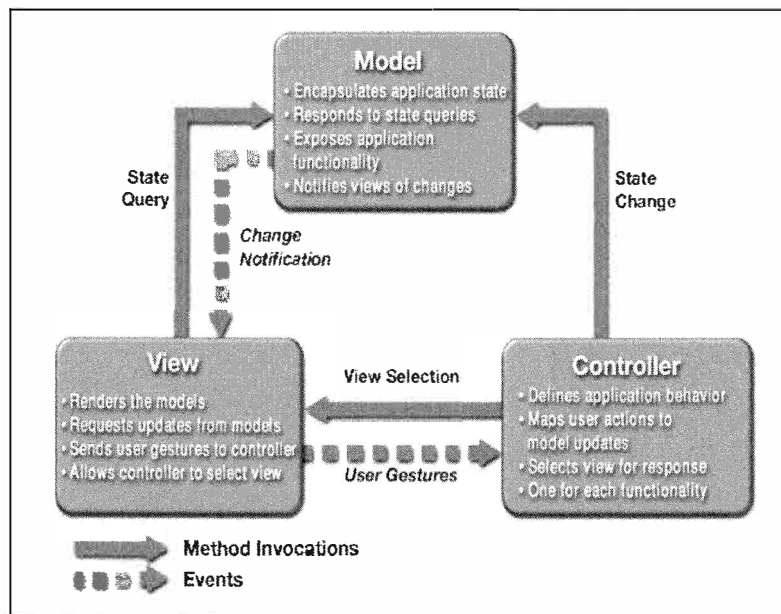 Model
• Encapsulates application state
• Responds to state queries
• Exposes application
functionality
• Notifies views of changes
State
Query
Change
Notification
State
Change
View
• Renders the models
• Requests updates from models
• Sends user gestures to controller
• Allows controller to select view
View Selection
User Gestures
Controller
• Defines application behavior
• Maps user actions to
model updates
• Selects view for response
• One for each functionality
Method Invocations
Events